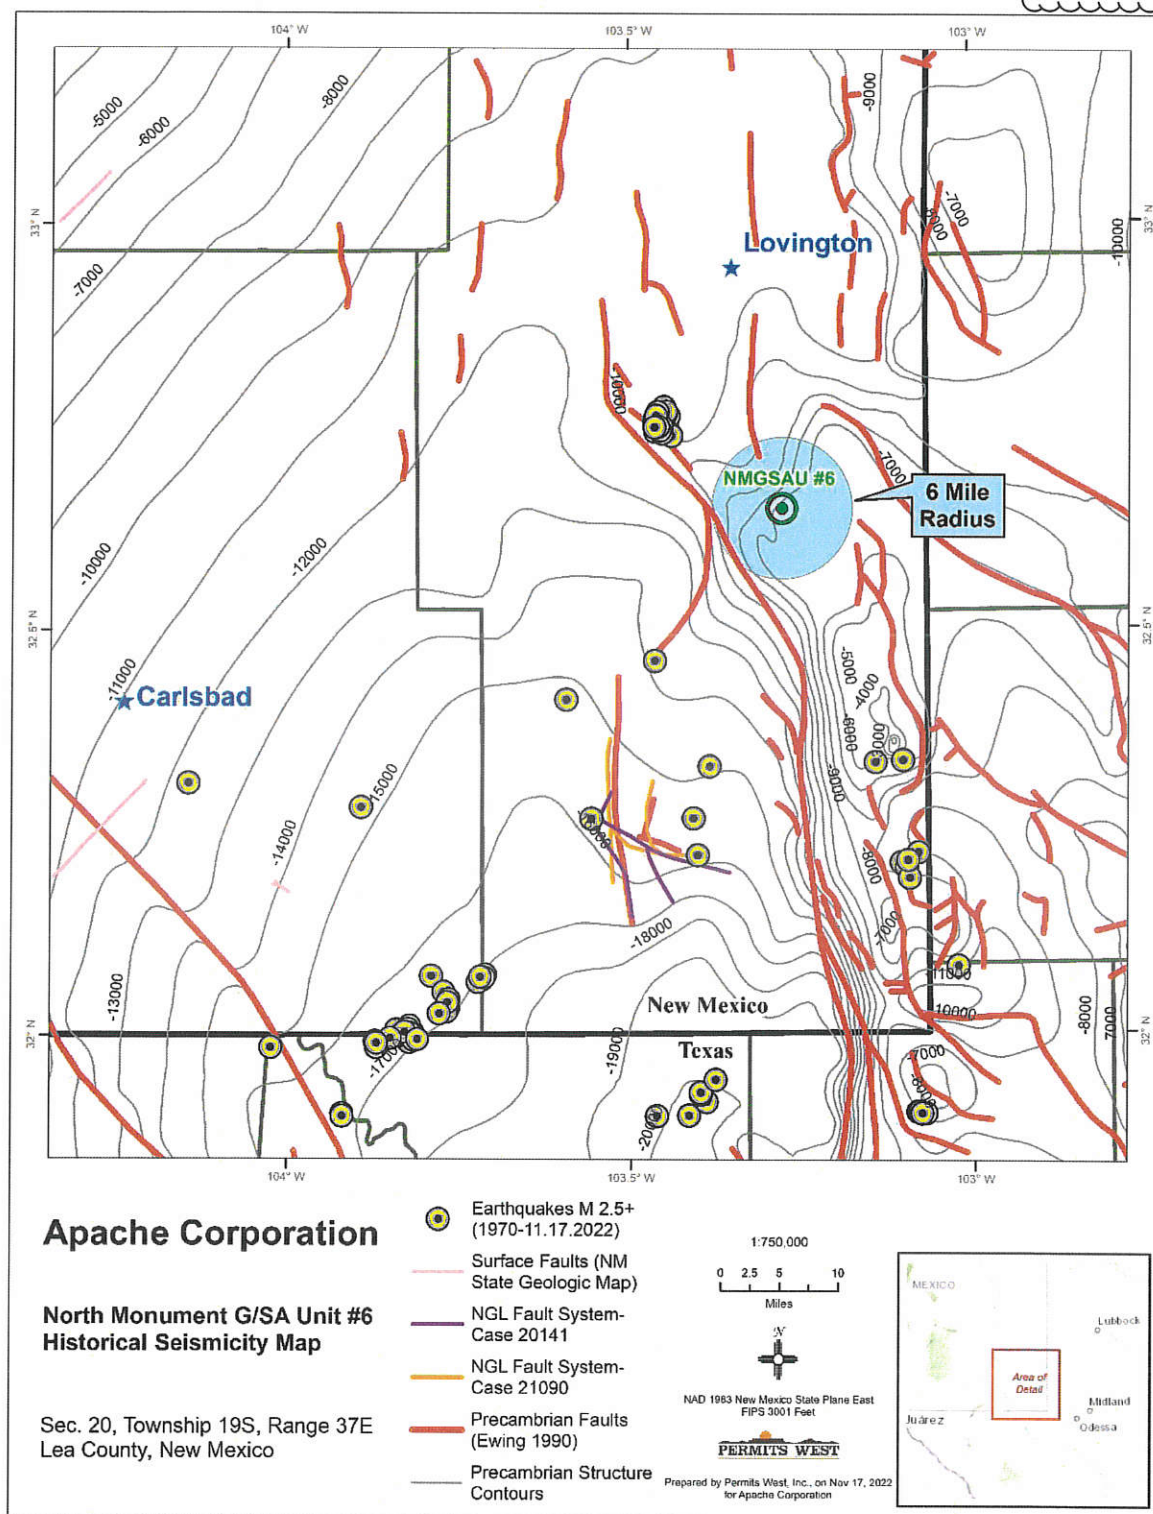 104° W
103.5° W
103° W
-5000
-6000
-8000
-9000
33° N
33° N
-7000
-8000
-7000
-10000
Lovington
-10000
-7000
NMGSAU #6
6 Mile
Radius
-10000
-12000
32.5° N
32.5° N
-11000
Carlsbad
-5000
-4000
-6000
-9000
15000
-14000
-8000
-7000
-18000
-13000
-11000
-10000
-8000
7000
New Mexico
Texas
32° N
32° N
-17000
-19000
-7000
104° W
103.5° W
103° W
Apache Corporation
North Monument G/SA Unit #6
Historical Seismicity Map
Sec. 20, Township 19S, Range 37E
Lea County, New Mexico
Earthquakes M 2.5+
(1970-11.17.2022)
Surface Faults (NM
State Geologic Map)
NGL Fault System-
Case 20141
NGL Fault System-
Case 21090
Precambrian Faults
(Ewing 1990)
Precambrian Structure
Contours
1:750,000
0 2.5 5 10
Miles
N
NAD 1983 New Mexico State Plane East
FIPS 3001 Feet
PERMITS WEST
Prepared by Permits West, Inc., on Nov 17, 2022
for Apache Corporation
MEXICO
Lubbock
Area of
Detail
Midland
Odessa
Juárez